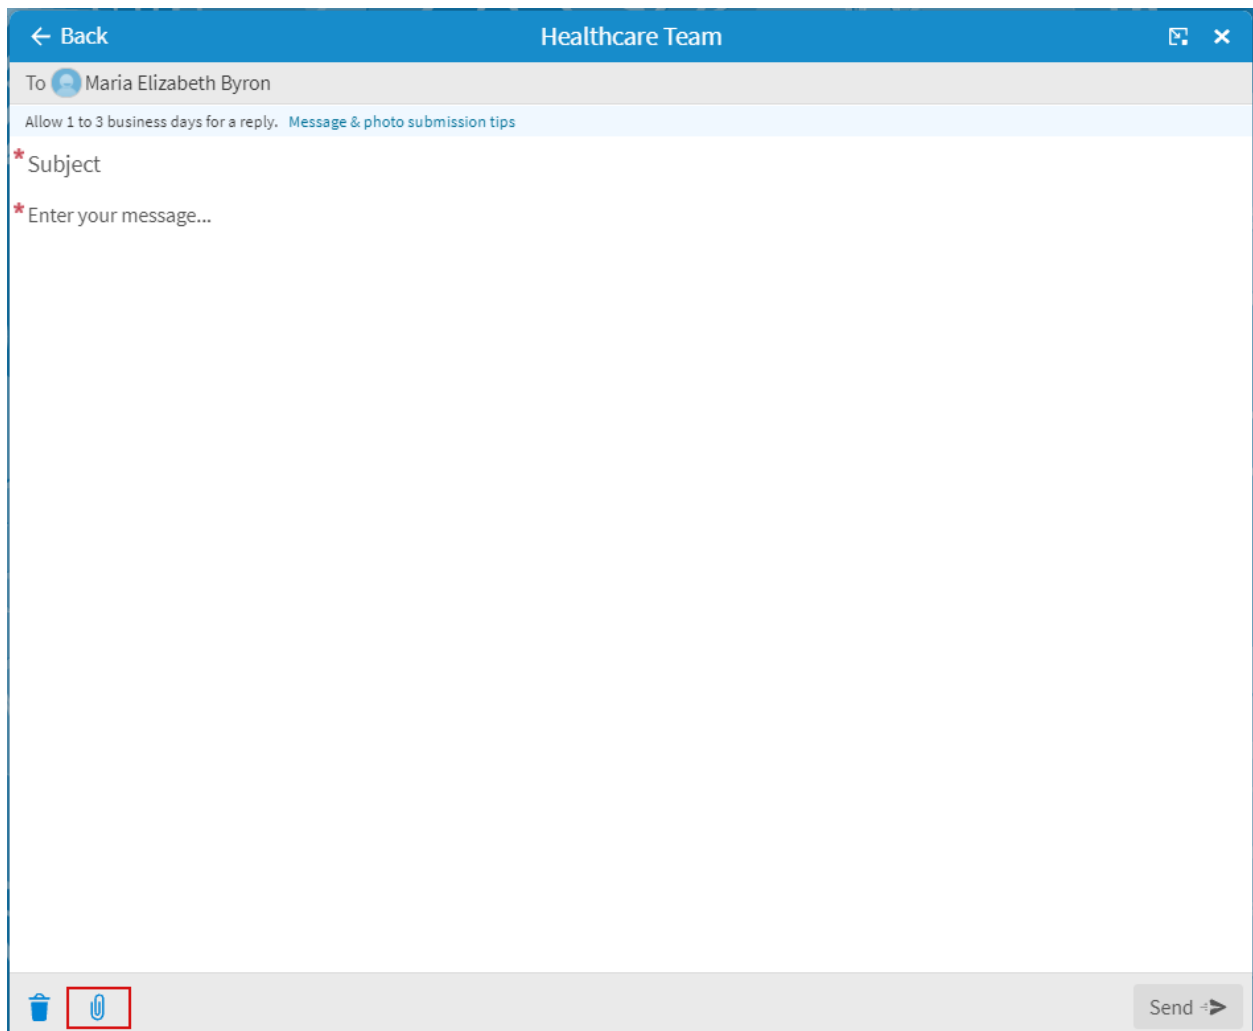 Back Healthcare Team
To Maria Elizabeth Byron
Allow 1 to 3 business days for a reply. Message & photo submission tips
*Subject
*Enter your message...
Send